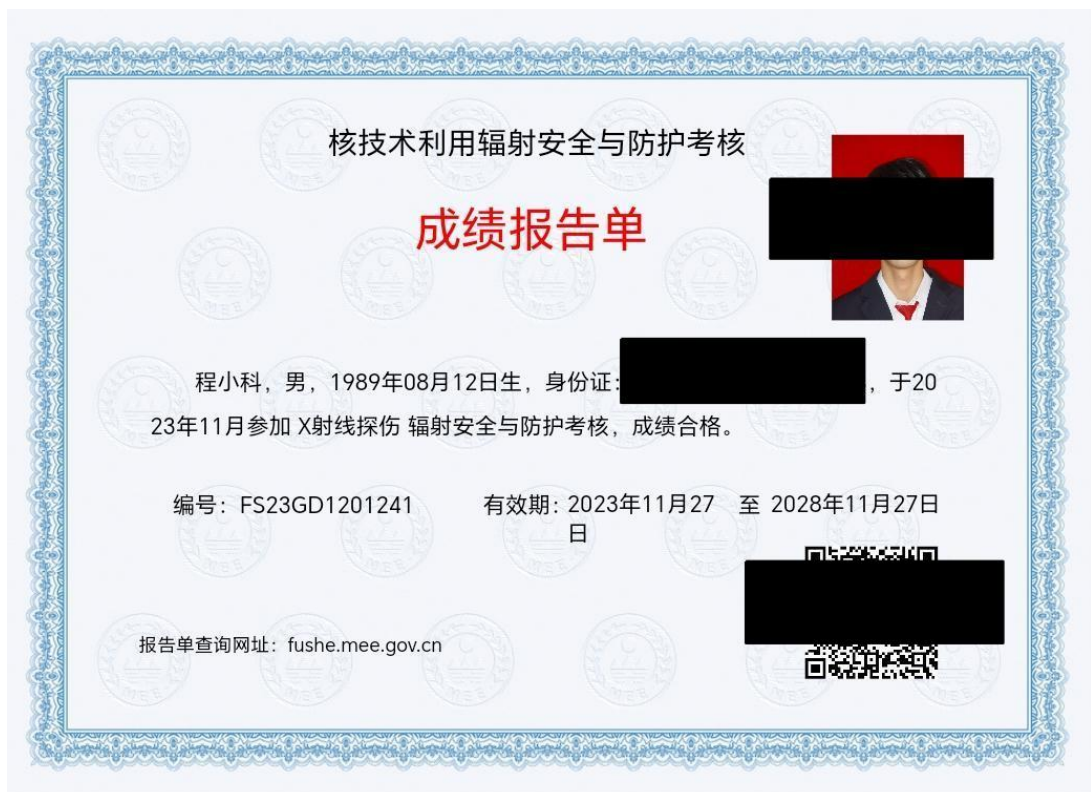 核技术利用辐射安全与防护考核
成绩报告单
程小科，男，1989年08月12日生，身份证：，于20
23年11月参加 X射线探伤 辐射安全与防护考核，成绩合格。
编号：FS23GD1201241 有效期：2023年11月27 至 2028年11月27日
日
报告单查询网址：fushe.mee.gov.cn
MEE